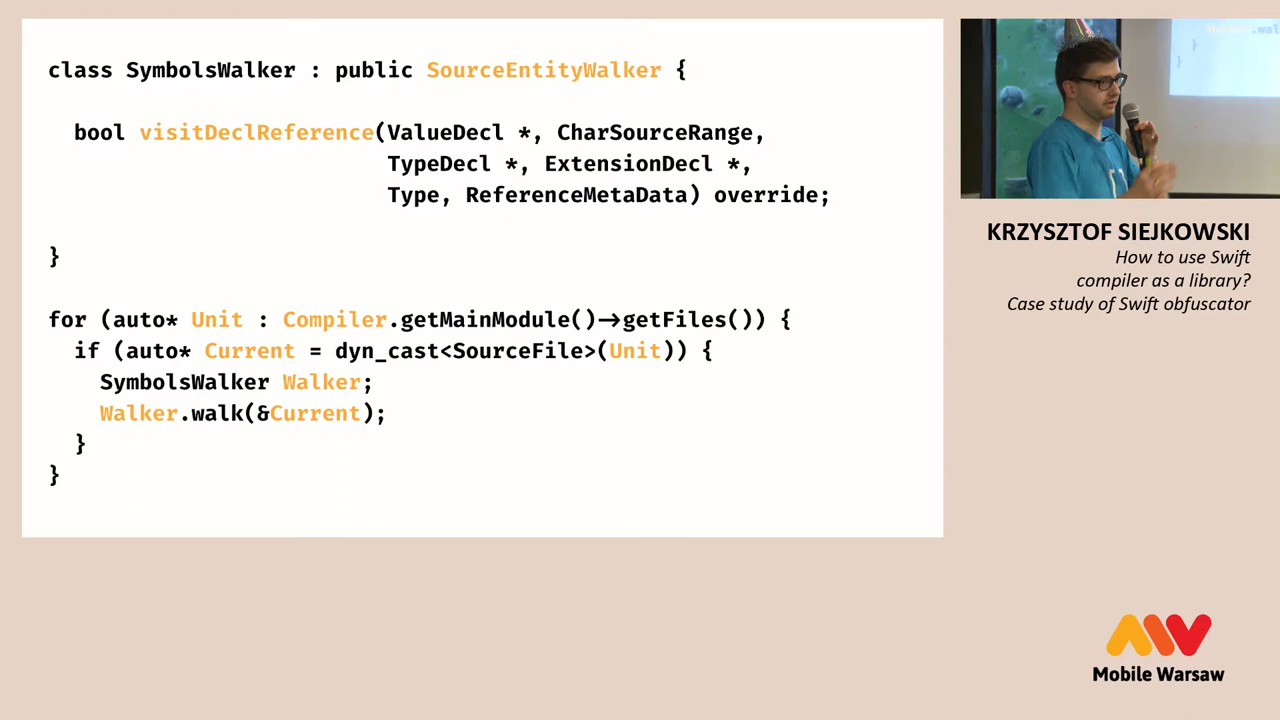 class SymbolsWalker : public SourceEntityWalker {
bool visitDeclReference(ValueDecl *, CharSourceRange,
TypeDecl *, ExtensionDecl *,
Type, ReferenceMetaData) override;
}
for (auto* Unit : Compiler.getMainModule()->getFiles()) {
if (auto* Current = dyn_cast<SourceFile>(Unit)) {
SymbolsWalker Walker;
Walker.walk(&Current);
}
}
KRZYSZTOF SIEJKOWSKI
How to use Swift
compiler as a library?
Case study of Swift obfuscator
Mobile Warsaw